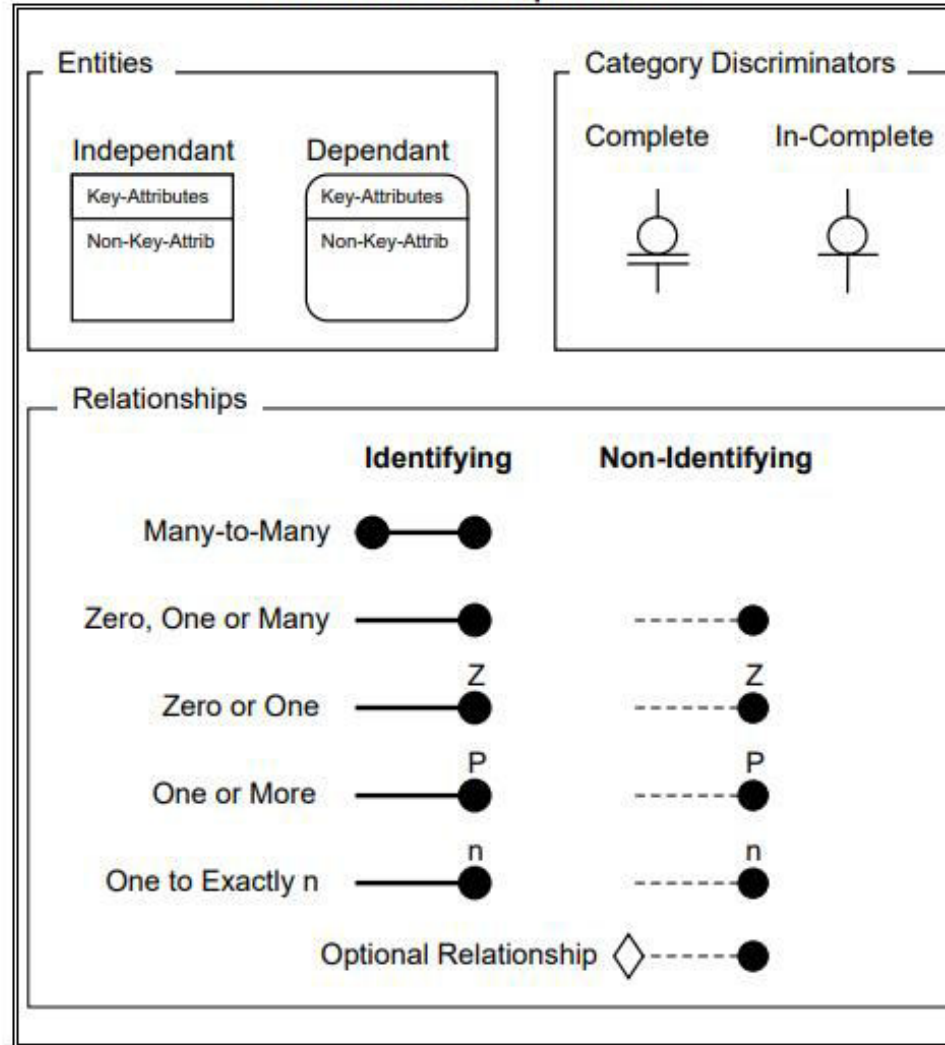 Entities
Category Discriminators
Independant Dependant
Key-Attributes Key-Attributes
Non-Key-Attrib Non-Key-Attrib
Complete In-Complete
Relationships
Identifying Non-Identifying
Many-to-Many
Zero, One or Many
Z Z
Zero or One
P P
One or More
n n
One to Exactly n
Optional Relationship